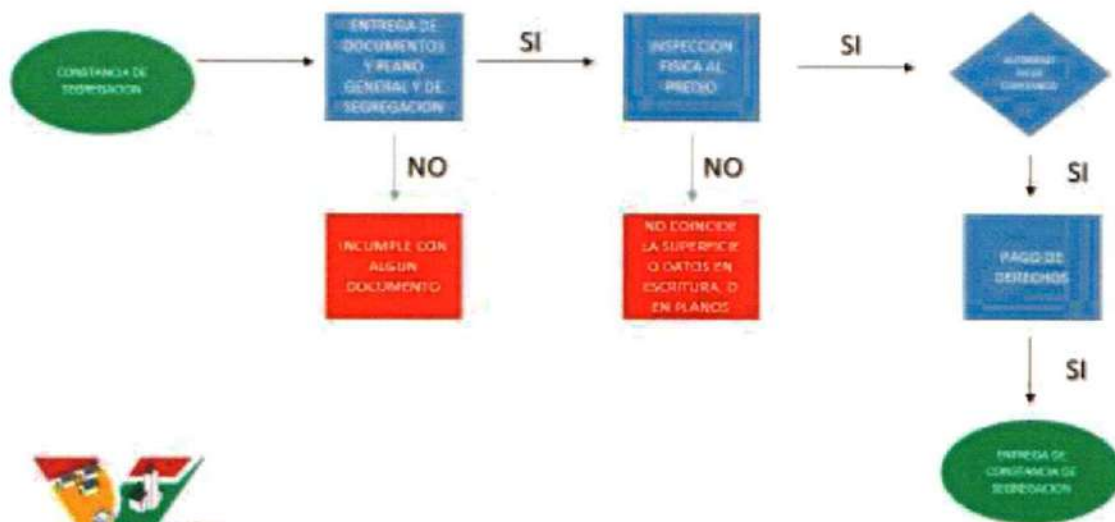 CONSTANCIA DE
SEGREGACION
ENTREGA DE
DOCUMENTOS
Y PLANO
GENERAL Y DE
SEGREGACION
SI
INSPECCION
FISICA AL
PREDIO
SI
NO
INCUMPLE CON
ALGUN
DOCUMENTO
NO
NO COINCIDE
LA SUPERFICIE
O DATOS EN
ESCRITURA, O
EN PLANOS
SI
PAGO DE
DERECHOS
SI
ENTREGA DE
CONSTANCIA DE
SEGREGACION